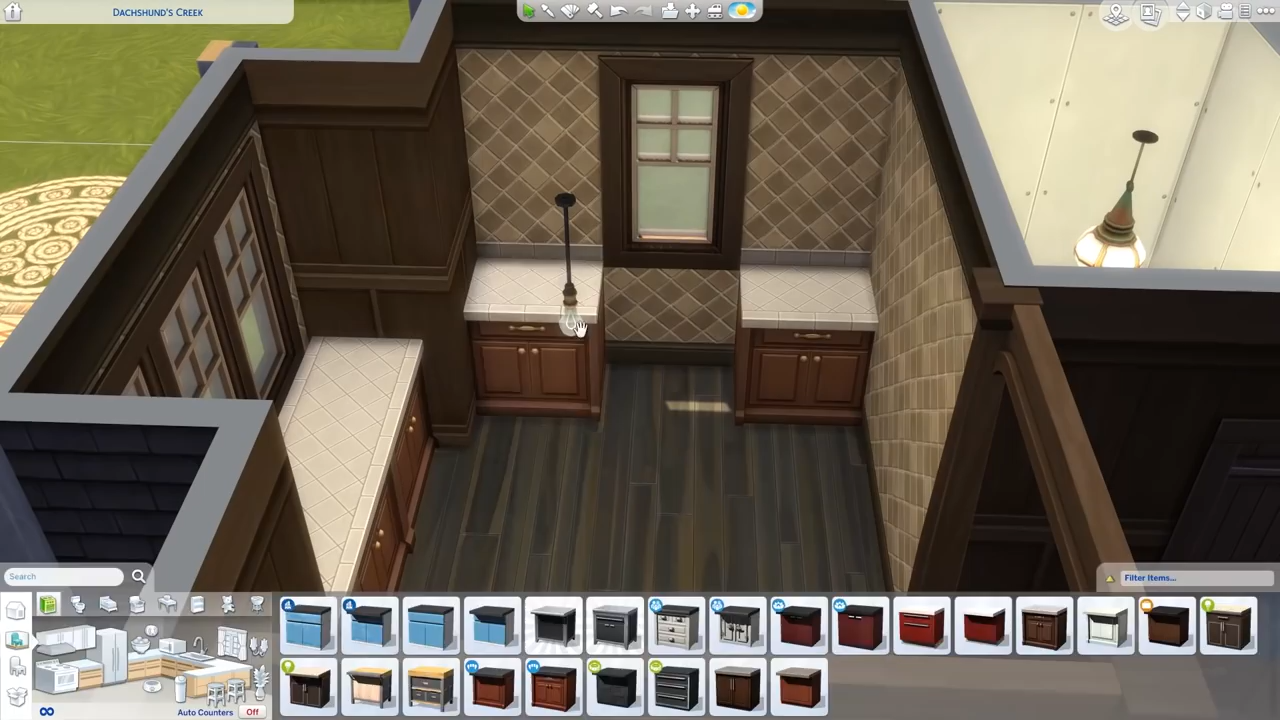 DACHSHUND'S CREEK
Search
Filter Items...
Auto Counters
Off